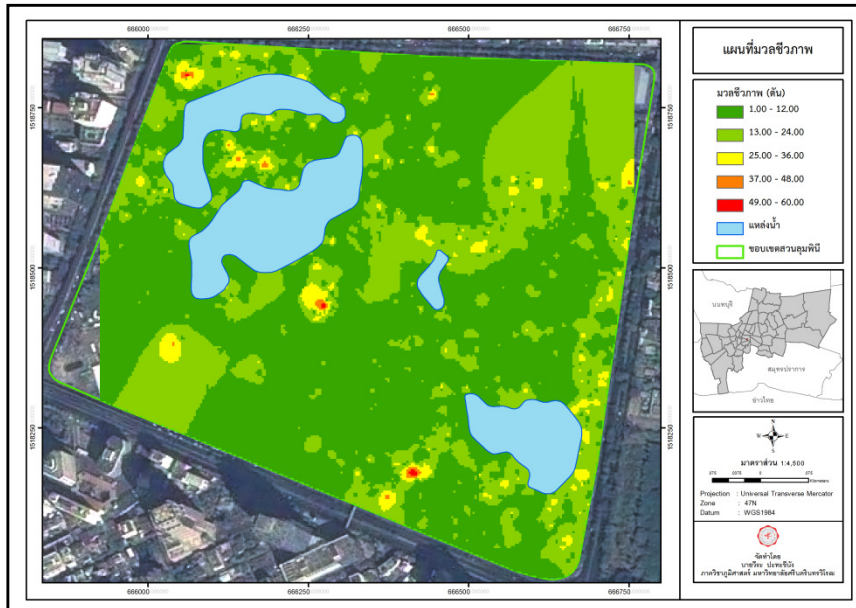 แผนที่มวลชีวภาพ
มวลชีวภาพ (ตัน)
1.00 - 12.00
13.00 - 24.00
25.00 - 36.00
37.00 - 48.00
49.00 - 60.00
แหล่งน้ำ
ขอบเขตสวนลุมพินี
นนทบุรี
สมุทรปราการ
อ่าวไทย
N
W E
S
มาตราส่วน 1:4,500
Kilometers
Projection : Universal Transverse Mercator
Zone : 47N
Datum : WGS1984
จัดทำโดย
ภาควิชาภูมิศาสตร์ มหาวิทยาลัยศรีนครินทรวิโรฒ
666000 666250 666500 666750
1518750
1518500
1518250
1518750
1518500
1518250
666000 666250 666500 666750